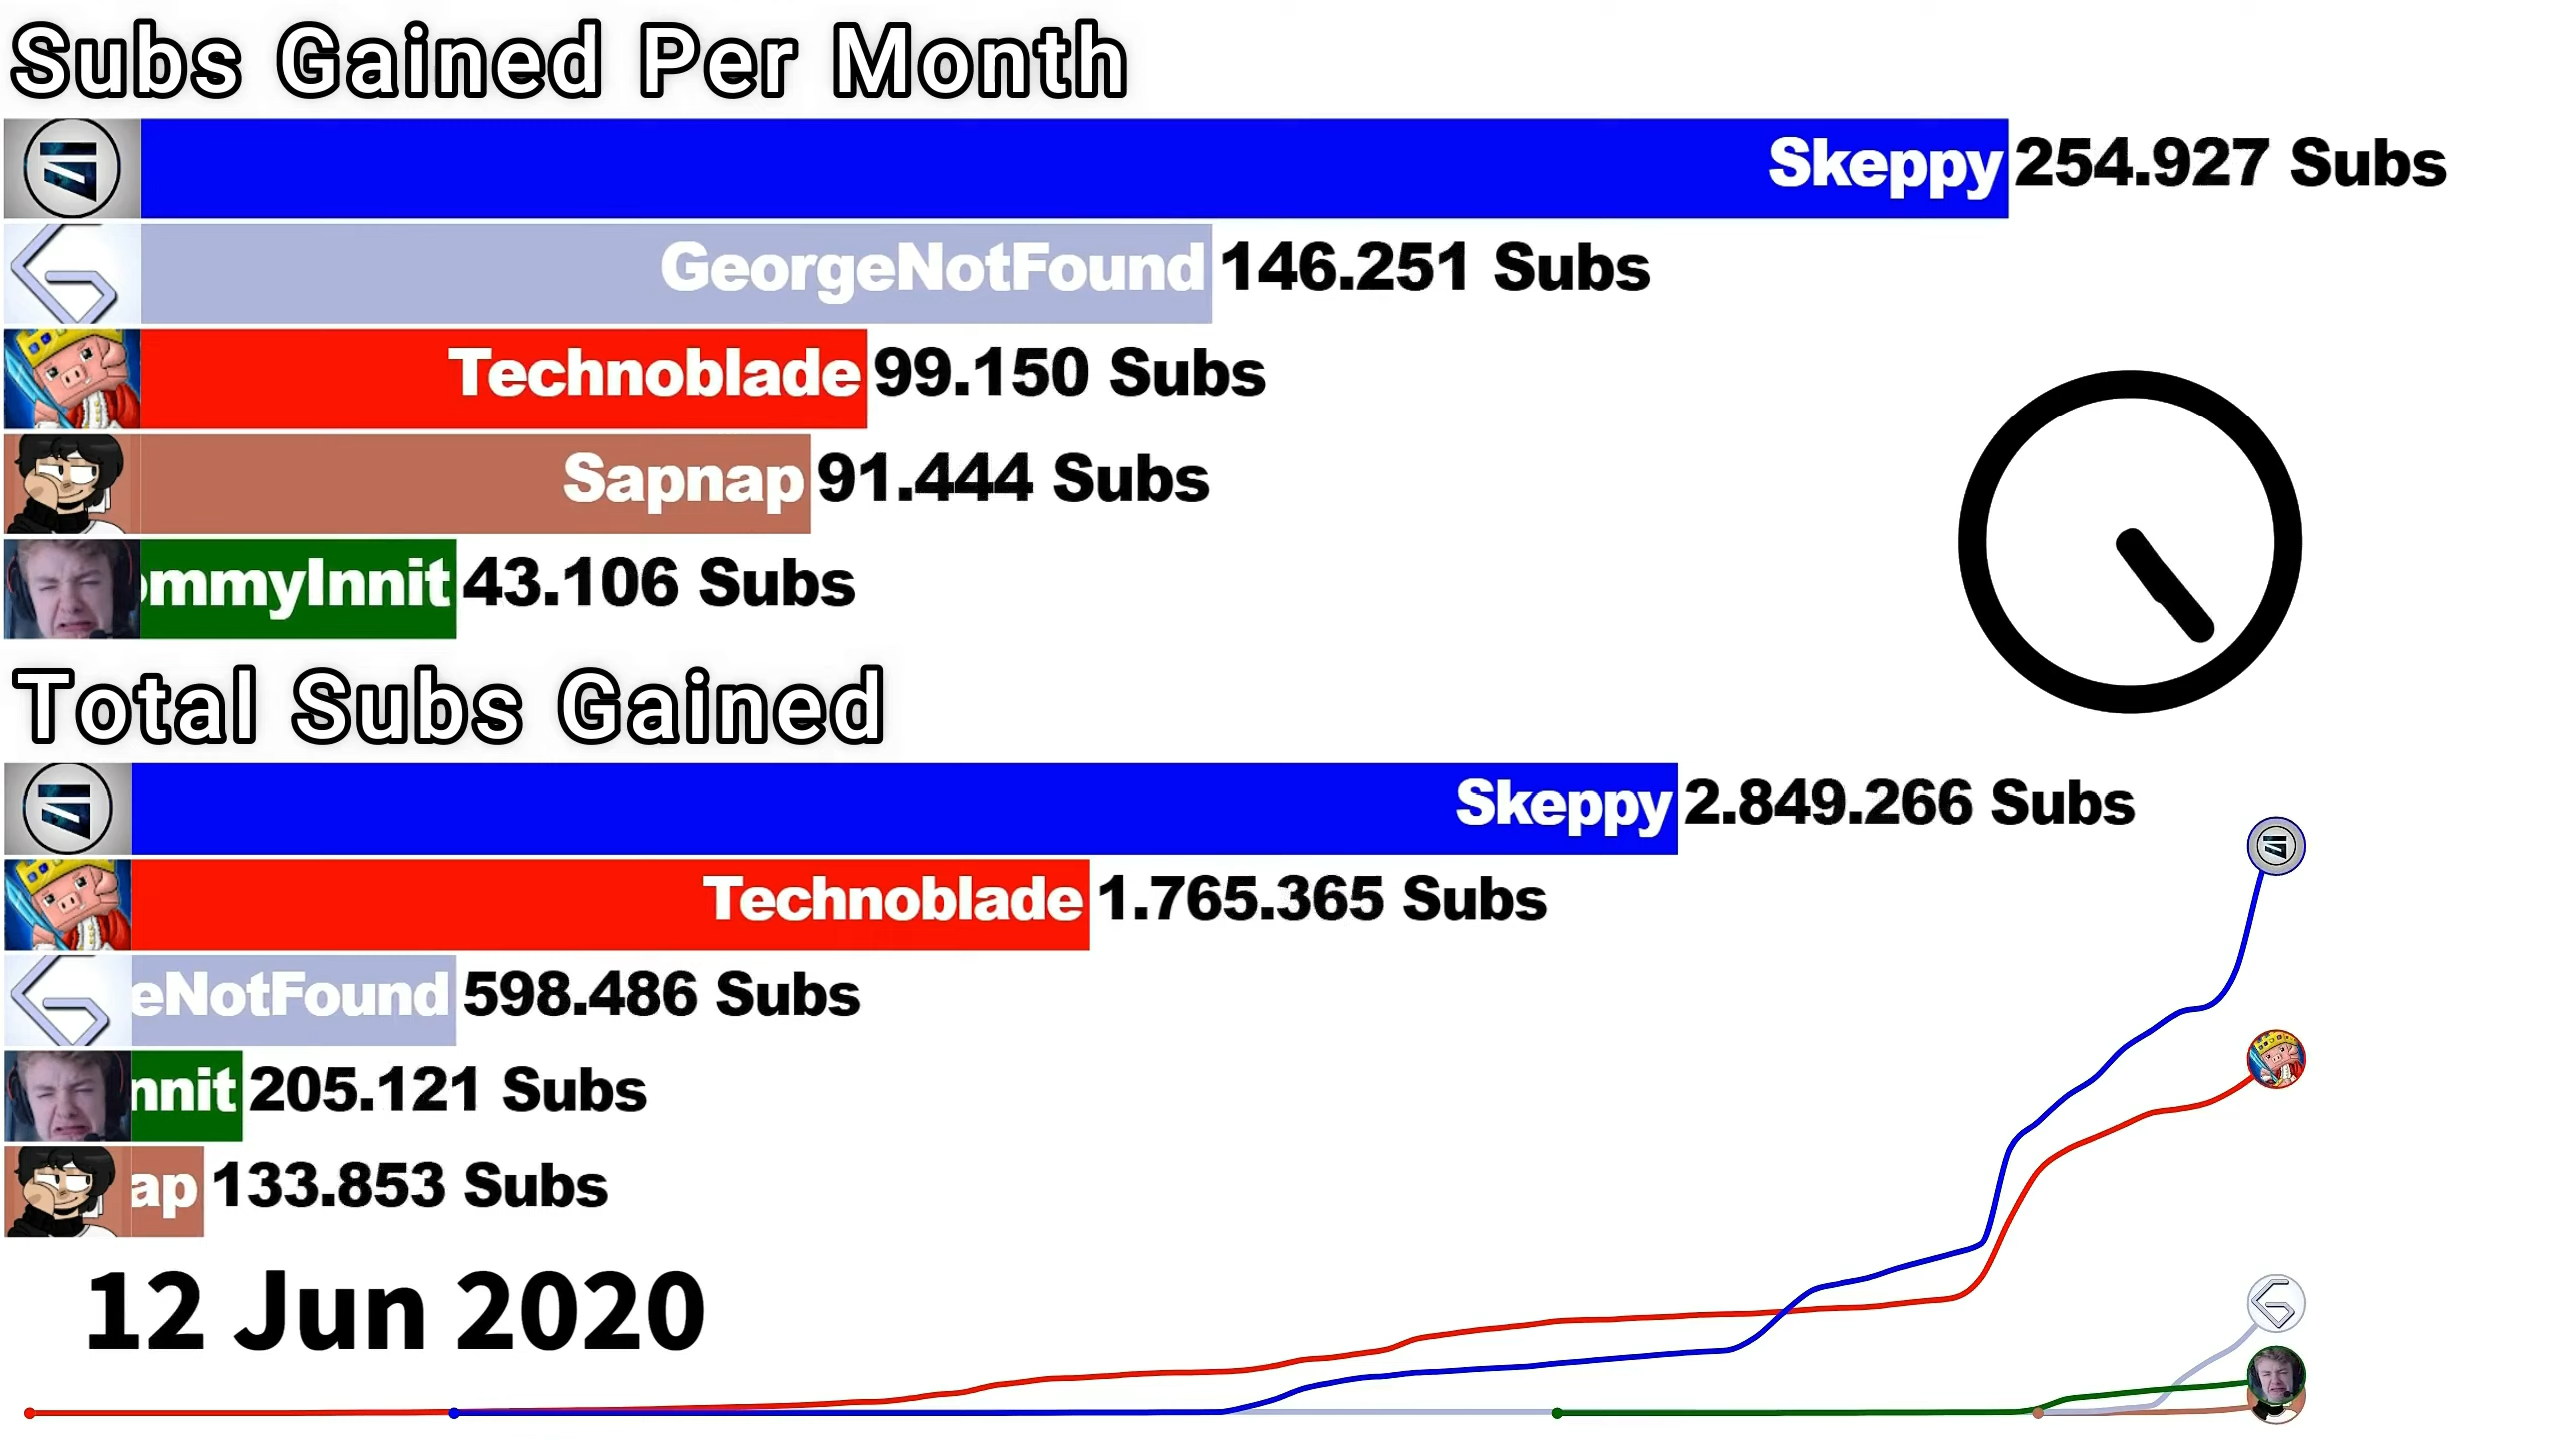 Subs Gained Per Month
Skeppy 254.927 Subs
GeorgeNotFound 146.251 Subs
Technoblade 99.150 Subs
Sapnap 91.444 Subs
ommyInnit 43.106 Subs
Total Subs Gained
Skeppy 2.849.266 Subs
Technoblade 1.765.365 Subs
eNotFound 598.486 Subs
nnit 205.121 Subs
ap 133.853 Subs
12 Jun 2020